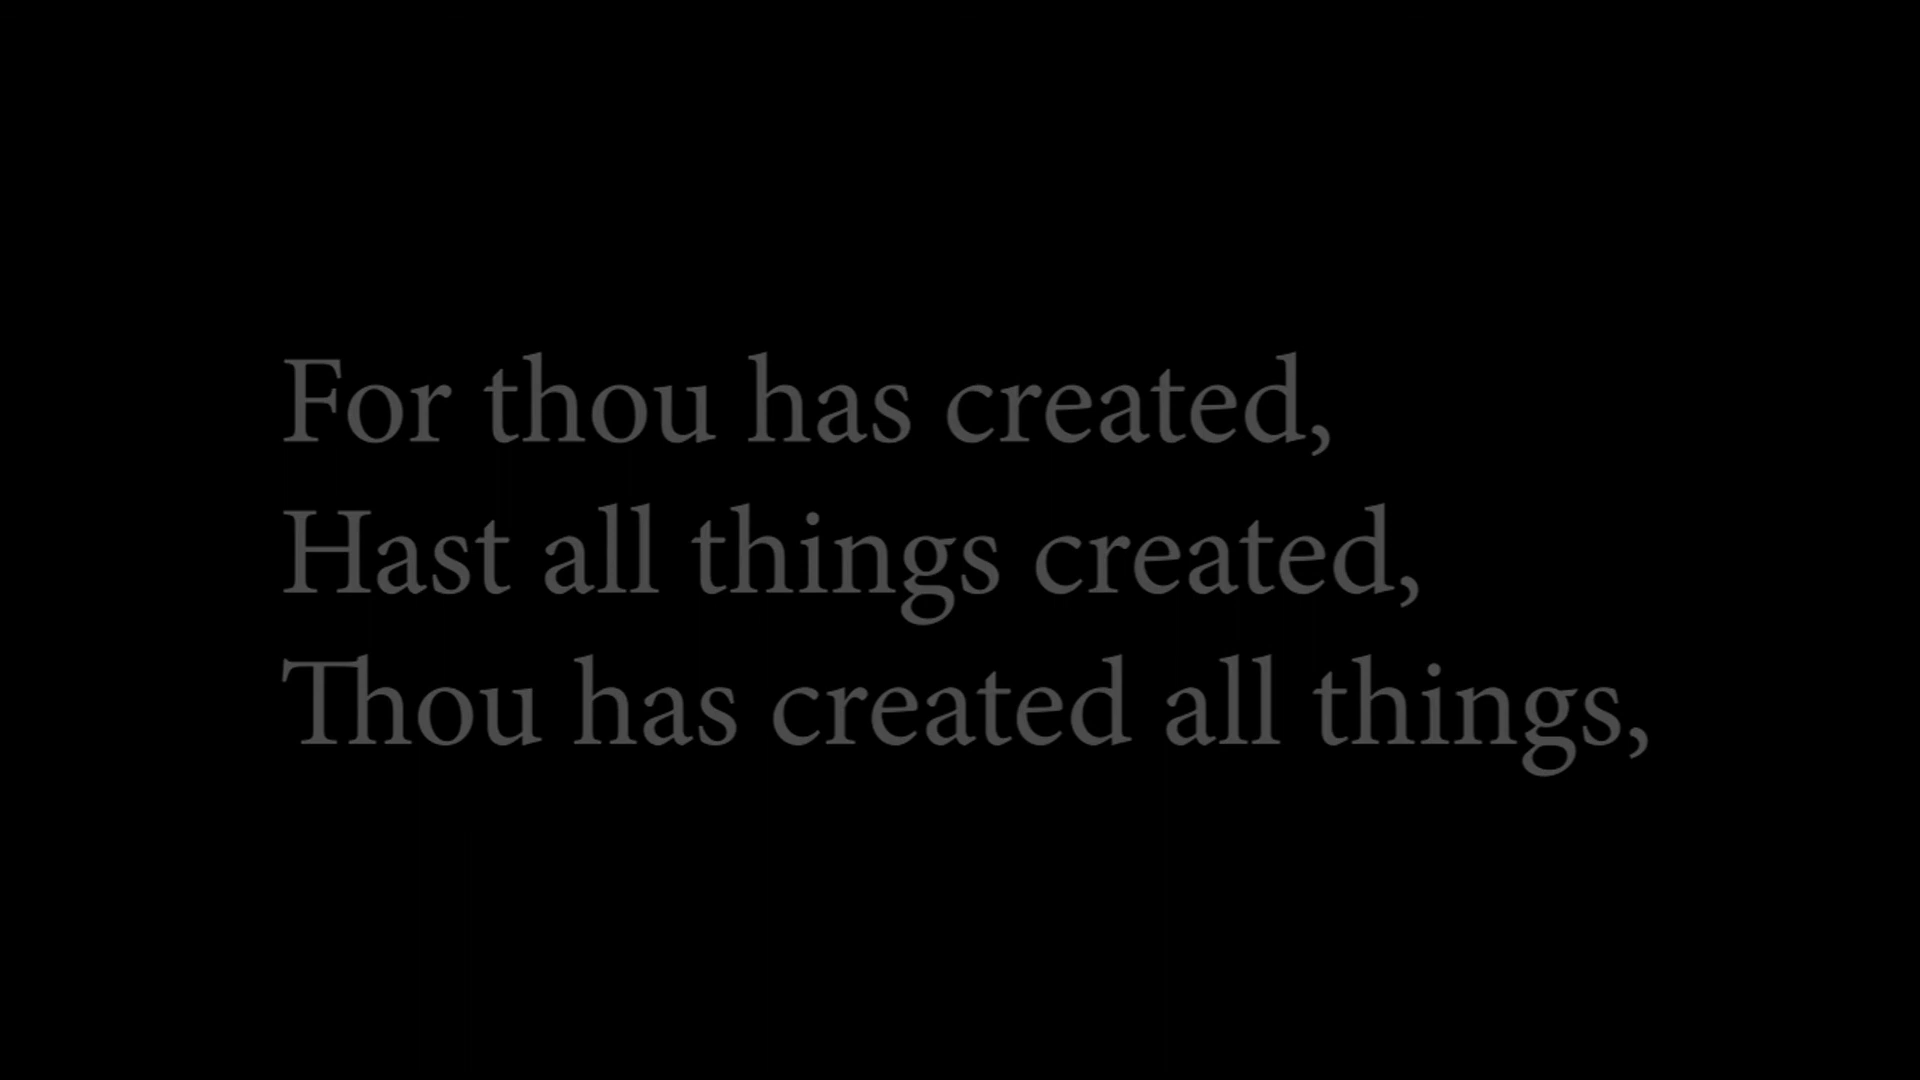 For thou has created,
Hast all things created,
Thou has created all things,